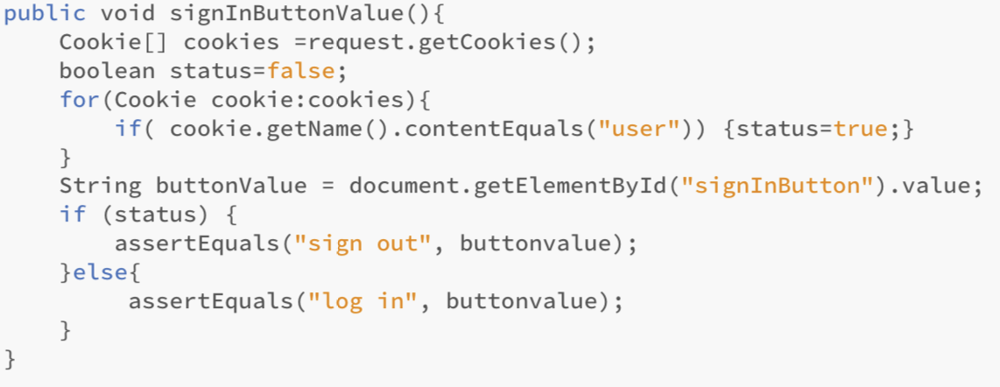 public void signInButtonValue(){
    Cookie[] cookies =request.getCookies();
    boolean status=false;
    for(Cookie cookie:cookies){
        if( cookie.getName().contentEquals("user")) {status=true;}
    }
    String buttonValue = document.getElementById("signInButton").value;
    if (status) {
        assertEquals("sign out", buttonvalue);
    }else{
         assertEquals("log in", buttonvalue);
    }
}